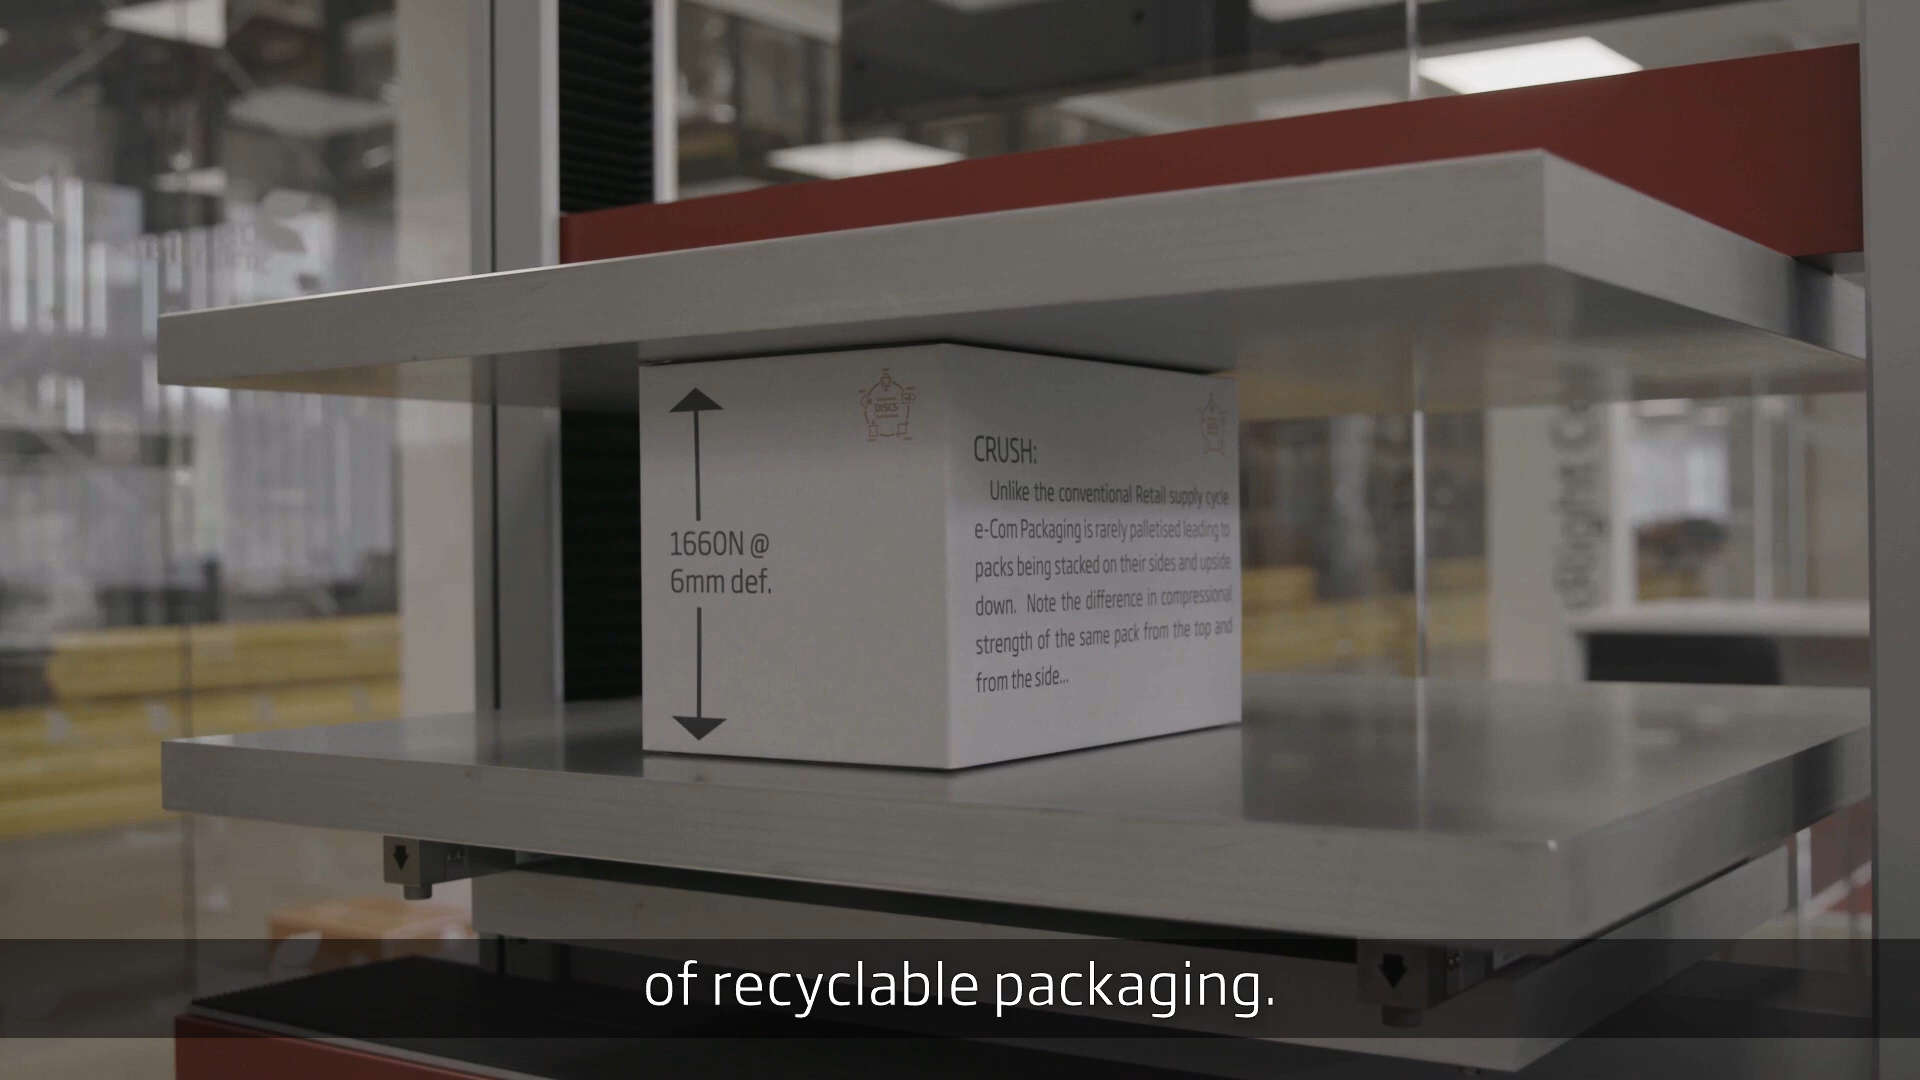 DISCS
CRUSH:
Unlike the conventional Retail supply cycle
e-Com Packaging is rarely palletised leading to
packs being stacked on their sides and upside
down. Note the difference in compressional
strength of the same pack from the top and
from the side...
1660N @
6mm def.
of recyclable packaging.